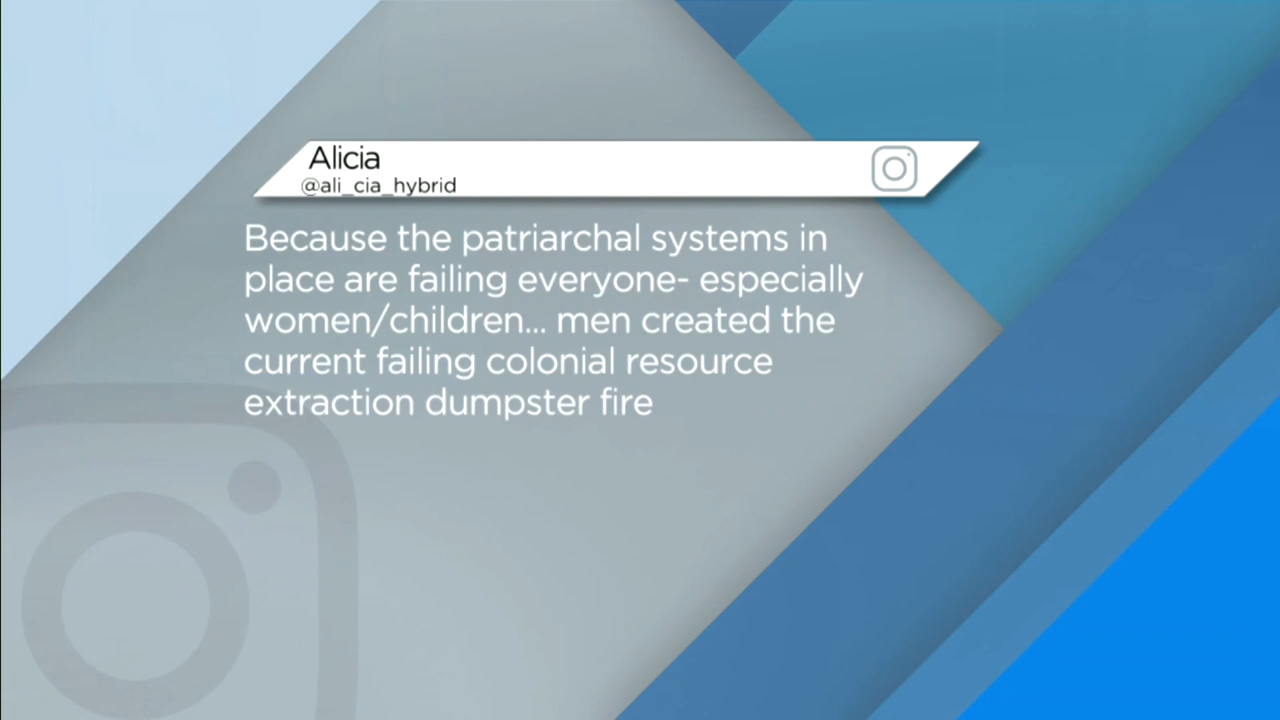 Alicia
@ali_cia_hybrid
Because the patriarchal systems in
place are failing everyone- especially
women/children... men created the
current failing colonial resource
extraction dumpster fire